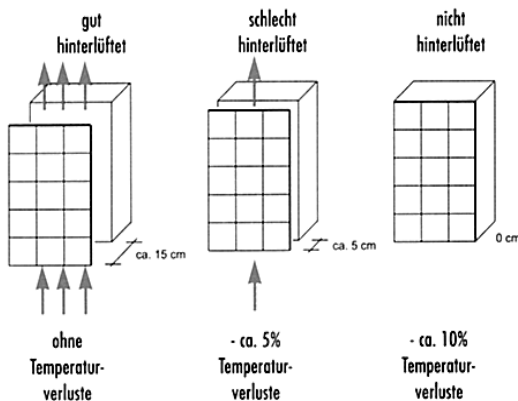 gut
hinterlüftet
schlecht
hinterlüftet
nicht
hinterlüftet
ca. 15 cm
ca. 5 cm
0 cm
ohne
Temperatur-
verluste
- ca. 5%
Temperatur-
verluste
- ca. 10%
Temperatur-
verluste